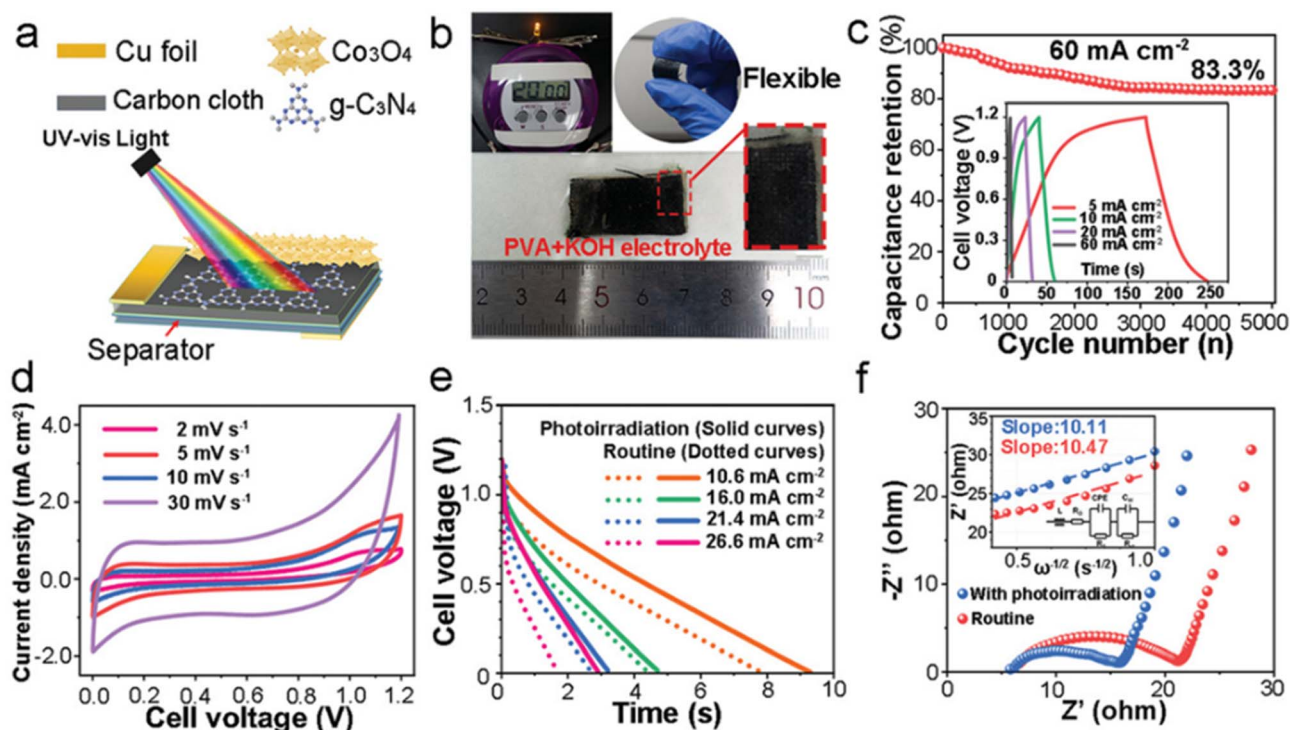 a
Cu foil
Co₃O₄
Carbon cloth
g-C₃N₄
UV-vis Light
Separator
b
20 00
Flexible
PVA+KOH electrolyte
mm
2 3 4 5 6 7 8 9 10
c
60 mA cm⁻²
83.3%
Capacitance retention (%)
100
80
60
40
20
0
Cell voltage (V)
1.2
0.9
0.6
0.3
0
5 mA cm⁻²
10 mA cm⁻²
20 mA cm⁻²
60 mA cm⁻²
Time (s)
0 50 100 150 200 250
0 1000 2000 3000 4000 5000
Cycle number (n)
d
Current density (mA cm⁻²)
4.0
2.0
0.0
-2.0
2 mV s⁻¹
5 mV s⁻¹
10 mV s⁻¹
30 mV s⁻¹
0.0 0.2 0.4 0.6 0.8 1.0 1.2
Cell voltage (V)
e
Cell voltage (V)
1.5
1.0
0.5
0.0
Photoirradiation (Solid curves)
Routine (Dotted curves)
10.6 mA cm⁻²
16.0 mA cm⁻²
21.4 mA cm⁻²
26.6 mA cm⁻²
0 2 4 6 8 10
Time (s)
f
-Z'' (ohm)
30
20
10
0
Slope:10.11
Slope:10.47
Z' (ohm)
35
30
25
20
L
CPE
0.5 1.0
ω⁻¹/² (s⁻¹/²)
With photoirradiation
Routine
0 10 20 30
Z' (ohm)